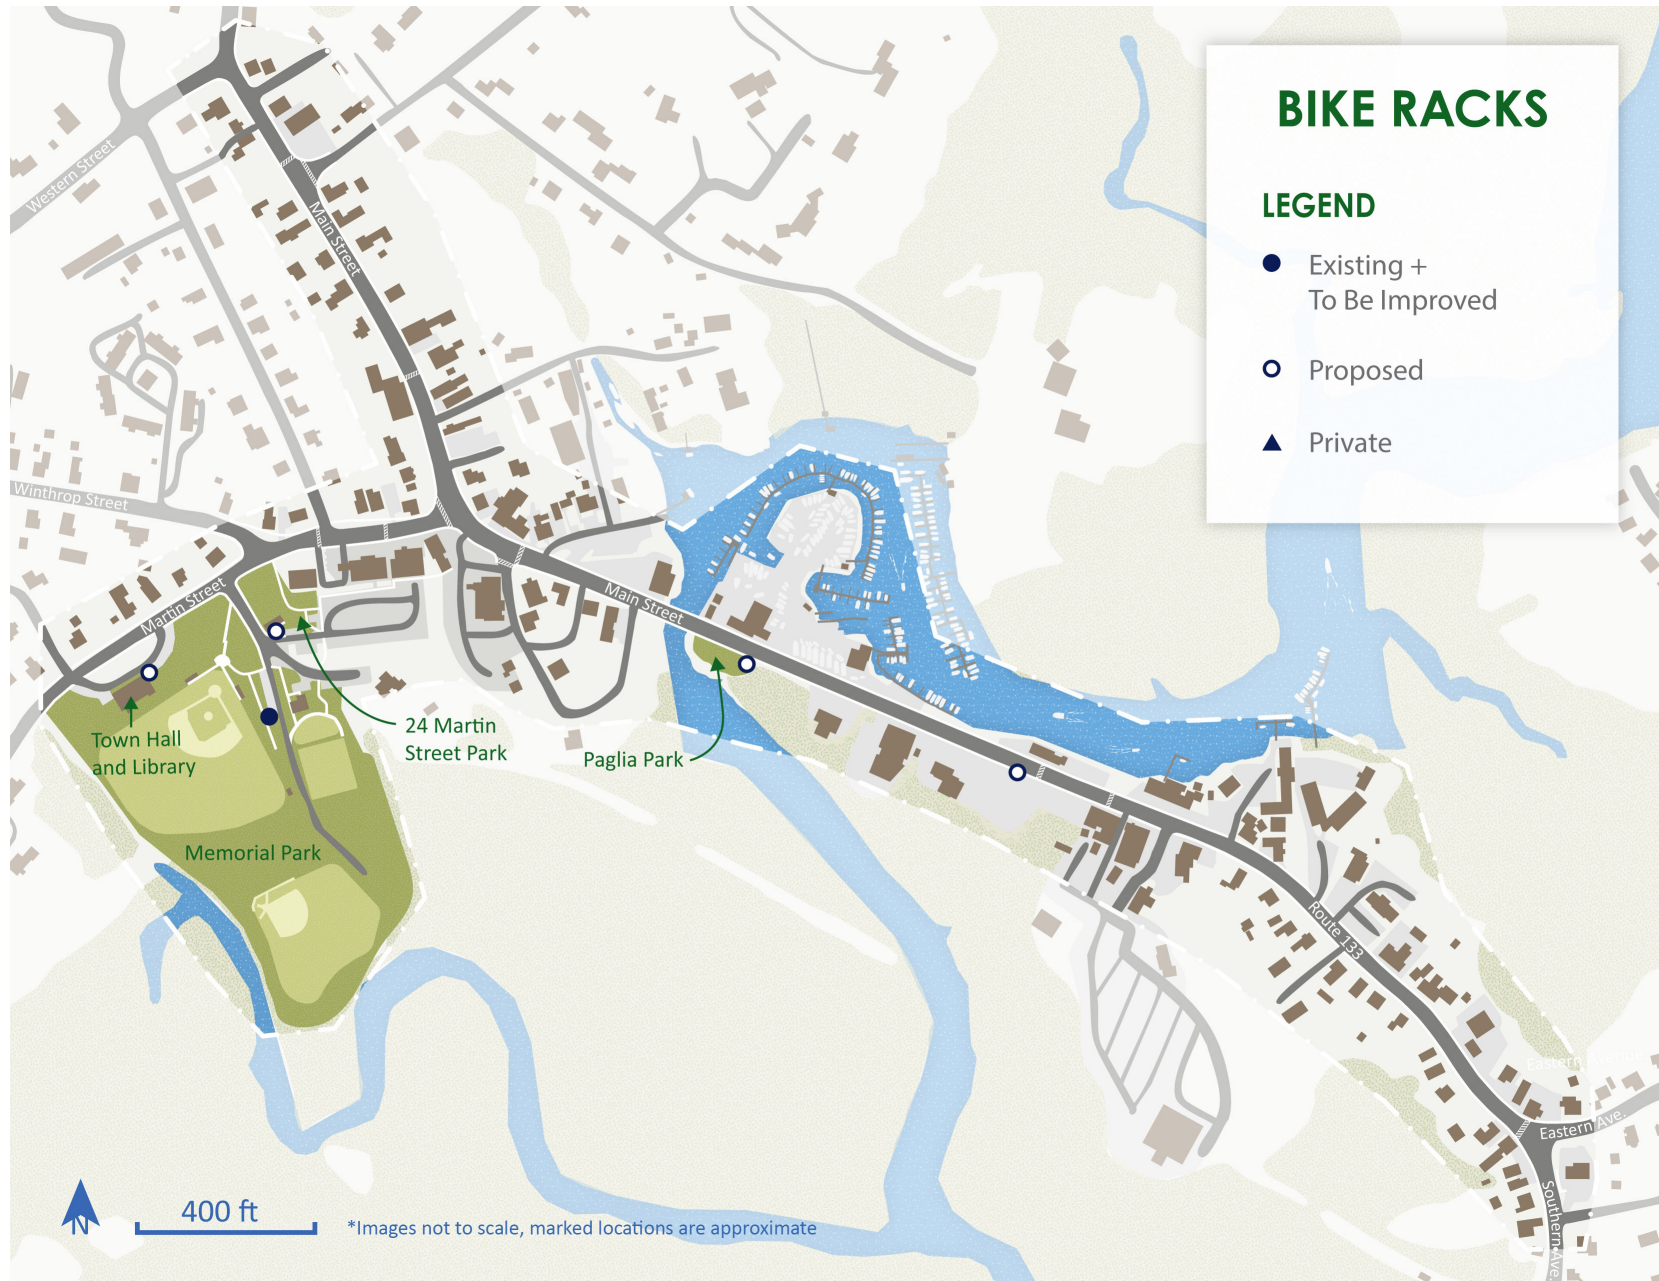 BIKE RACKS
LEGEND
Existing +
To Be Improved
Proposed
Private
Western Street
Main Street
Winthrop Street
Martin Street
Main Street
Town Hall
and Library
24 Martin
Street Park
Paglia Park
Memorial Park
Route 133
Eastern
Eastern Ave.
Southern Ave
N
400 ft
*Images not to scale, marked locations are approximate